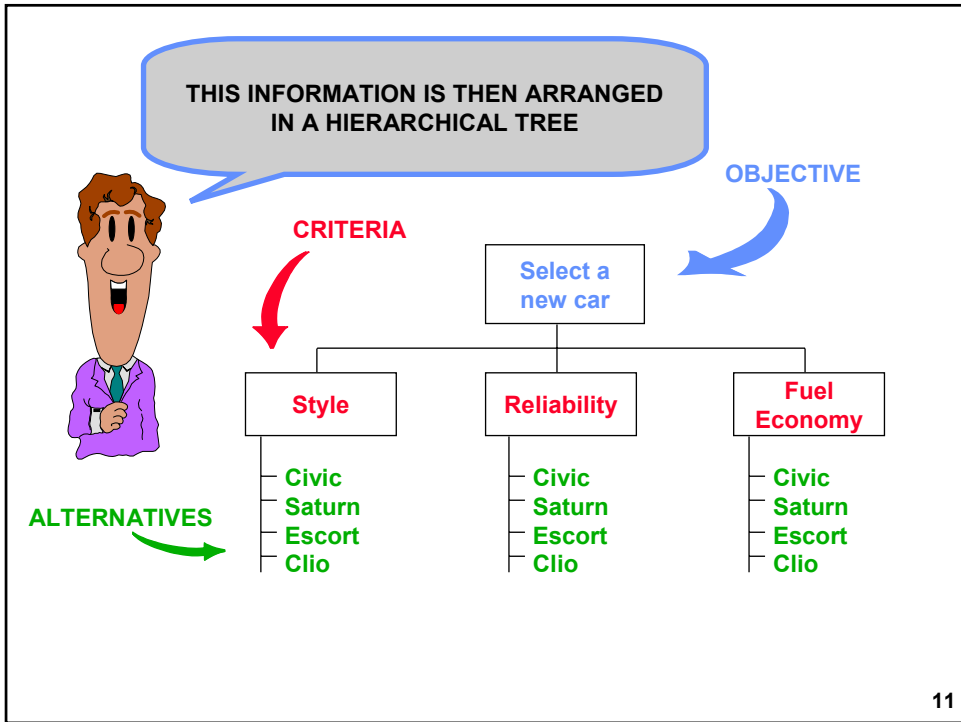 THIS INFORMATION IS THEN ARRANGED
IN A HIERARCHICAL TREE
OBJECTIVE
CRITERIA
Select a
new car
Style
Reliability
Fuel
Economy
ALTERNATIVES
Civic
Saturn
Escort
Clio
Civic
Saturn
Escort
Clio
Civic
Saturn
Escort
Clio
11